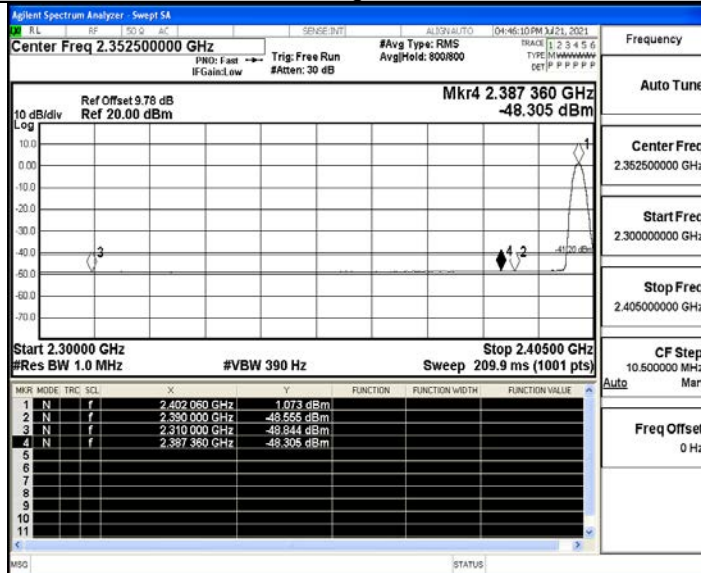 Agilent Spectrum Analyzer - Swept SA
RL RF 50 Ω AC SENSE:INT ALIGN AUTO 04:46:10 PM Jul 21, 2021
Center Freq 2.352500000 GHz
PNO: Fast
IFGain:Low
Trig: Free Run
#Atten: 30 dB
#Avg Type: RMS
Avg|Hold: 800/800
TRACE 1 2 3 4 5 6
TYPE M
DET P P P P P P
Frequency
Mkr4 2.387 360 GHz
-48.305 dBm
Ref Offset 9.78 dB
10 dB/div Ref 20.00 dBm
Log
10.0
0.00
-10.0
-20.0
-30.0
-40.0
-50.0
-60.0
-70.0
1
3
4
2
-41.20 dBm
Start 2.30000 GHz
Stop 2.40500 GHz
#Res BW 1.0 MHz #VBW 390 Hz Sweep 209.9 ms (1001 pts)
MKR MODE TRC SCL X Y FUNCTION FUNCTION WIDTH FUNCTION VALUE
1 N f 2.402 060 GHz 1.073 dBm
2 N f 2.390 000 GHz -48.555 dBm
3 N f 2.310 000 GHz -48.844 dBm
4 N f 2.387 360 GHz -48.305 dBm
5
6
7
8
9
10
11
MSG STATUS
Auto Tune
Center Freq
2.352500000 GHz
Start Freq
2.300000000 GHz
Stop Freq
2.405000000 GHz
CF Step
10.500000 MHz
Auto Man
Freq Offset
0 Hz